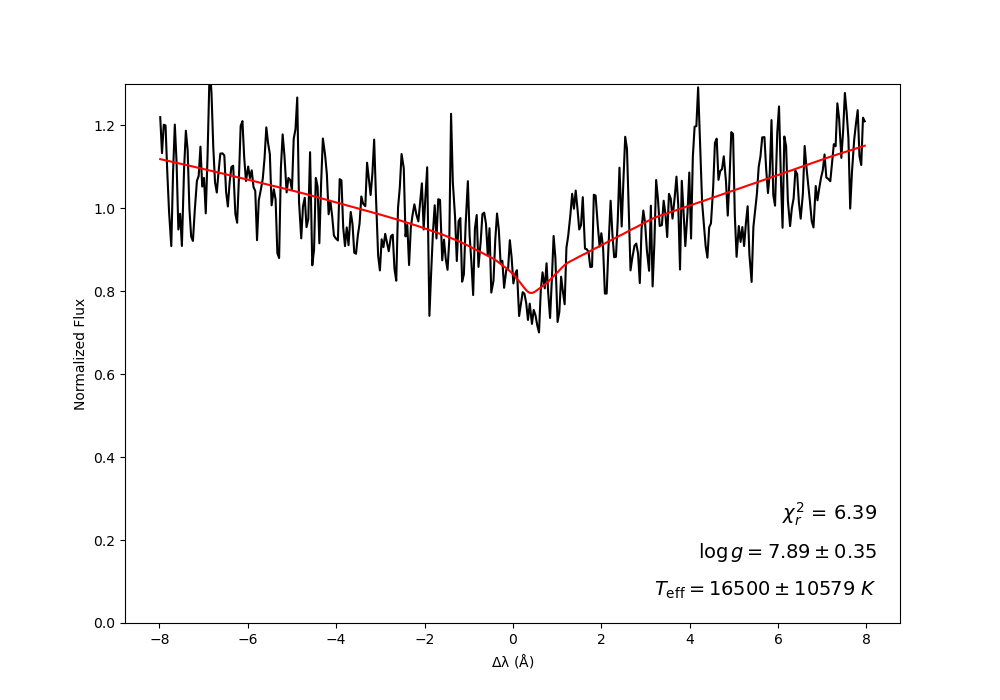 1.2
1.0
0.8
0.6
0.4
0.2
0.0
Normalized Flux
χ²ᵣ = 6.39
log g = 7.89 ± 0.35
T_eff = 16500 ± 10579 K
−8 −6 −4 −2 0 2 4 6 8
Δλ (Å)